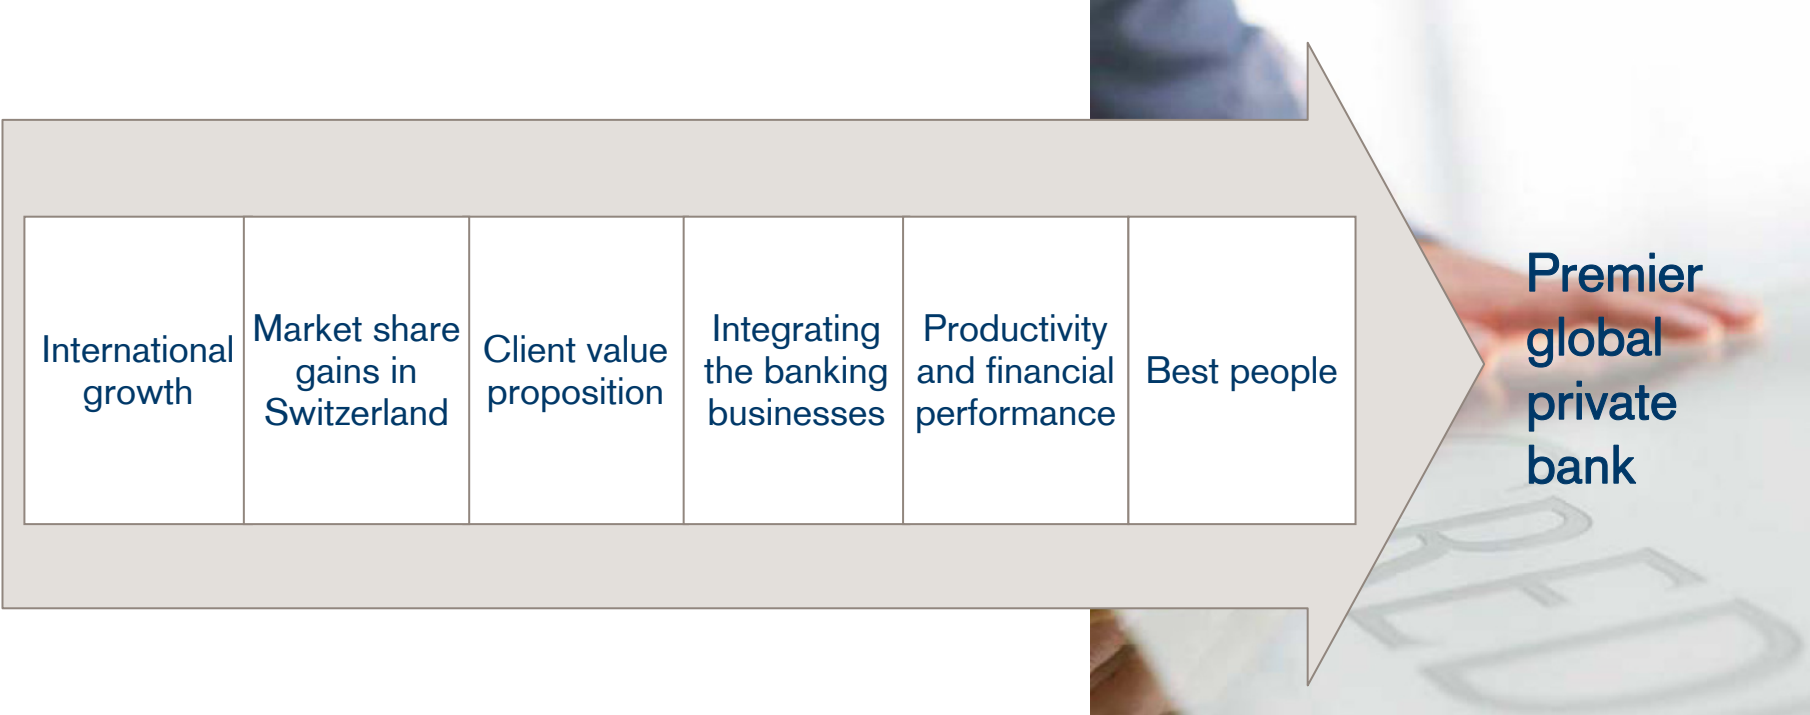 International
growth
Market share
gains in
Switzerland
Client value
proposition
Integrating
the banking
businesses
Productivity
and financial
performance
Best people
Premier
global
private
bank
RED